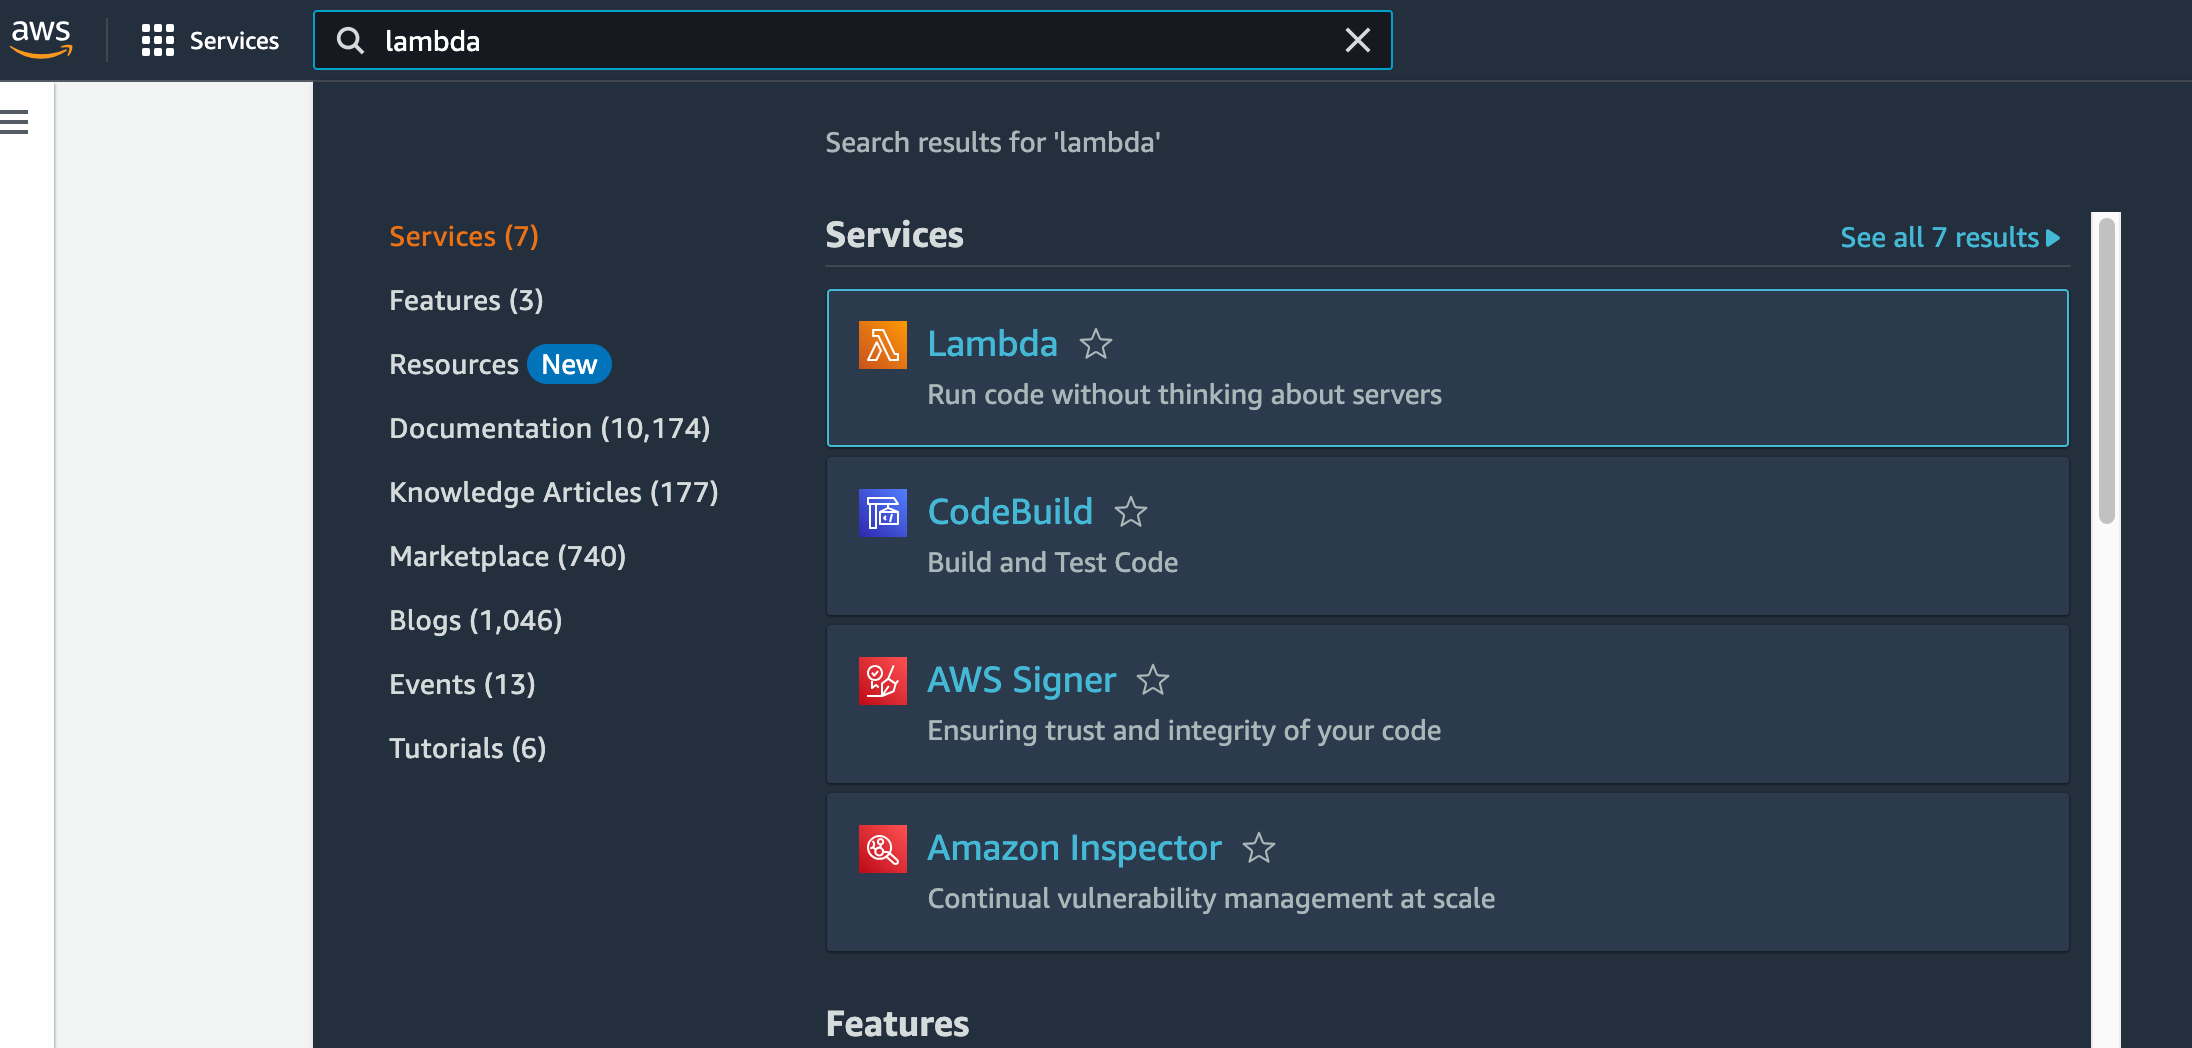 aws
Services
lambda
Search results for 'lambda'
Services (7)
Features (3)
Resources New
Documentation (10,174)
Knowledge Articles (177)
Marketplace (740)
Blogs (1,046)
Events (13)
Tutorials (6)
Services
See all 7 results
Lambda
Run code without thinking about servers
CodeBuild
Build and Test Code
AWS Signer
Ensuring trust and integrity of your code
Amazon Inspector
Continual vulnerability management at scale
Features